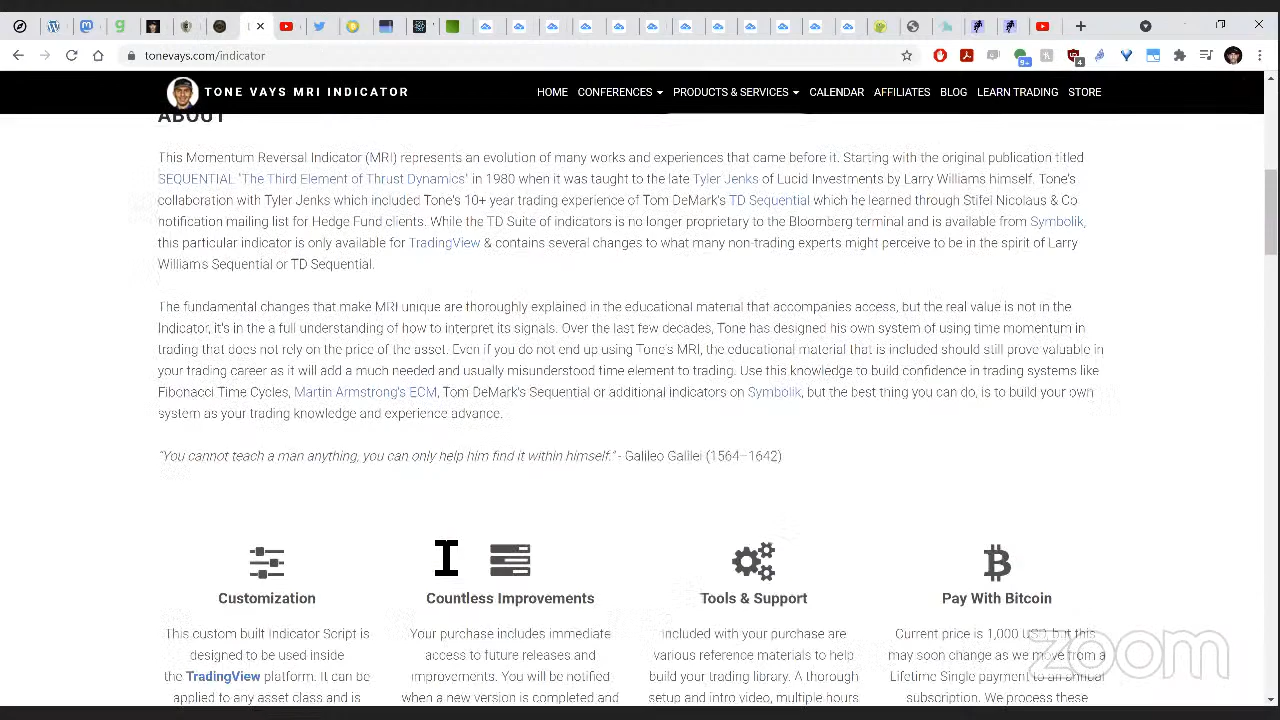 tonevays.com/indicator
TONE VAYS MRI INDICATOR
HOME CONFERENCES PRODUCTS & SERVICES CALENDAR AFFILIATES BLOG LEARN TRADING STORE
ABOUT
This Momentum Reversal Indicator (MRI) represents an evolution of many works and experiences that came before it. Starting with the original publication titled
SEQUENTIAL 'The Third Element of Thrust Dynamics' in 1980 when it was taught to the late Tyler Jenks of Lucid Investments by Larry Williams himself. Tone's
collaboration with Tyler Jenks which included Tone's 10+ year trading experience of Tom DeMark's TD Sequential which he learned through Stifel Nicolaus & Co
notification mailing list for Hedge Fund clients. While the TD Suite of indicators is no longer proprietary to the Bloomberg terminal and is available from Symbolik,
this particular indicator is only available for TradingView & contains several changes to what many non-trading experts might perceive to be in the spirit of Larry
Williams Sequential or TD Sequential.
The fundamental changes that make MRI unique are thoroughly explained in the educational material that accompanies access, but the real value is not in the
Indicator, it's in the a full understanding of how to interpret its signals. Over the last few decades, Tone has designed his own system of using time momentum in
trading that does not rely on the price of the asset. Even if you do not end up using Tone's MRI, the educational material that is included should still prove valuable in
your trading career as it will add a much needed and usually misunderstood time element to trading. Use this knowledge to build confidence in trading systems like
Fibonacci Time Cycles, Martin Armstrong's ECM, Tom DeMark's Sequential or additional indicators on Symbolik, but the best thing you can do, is to build your own
system as your trading knowledge and experience advance.
"You cannot teach a man anything, you can only help him find it within himself." - Galileo Galilei (1564–1642)
Customization
Countless Improvements
Tools & Support
Pay With Bitcoin
This custom built Indicator Script is
designed to be used inside
the TradingView platform. It can be
applied to any asset class and is
Your purchase includes immediate
access to future releases and
improvements. You will be notified
when a new version is completed and
Included with your purchase are
various reference materials to help
build your trading library. A thorough
setup and intro video, multiple hours
Current price is 1,000 USD, but this
may soon change as we move from a
Lifetime Single payment to an annual
subscription. We process these
zoom